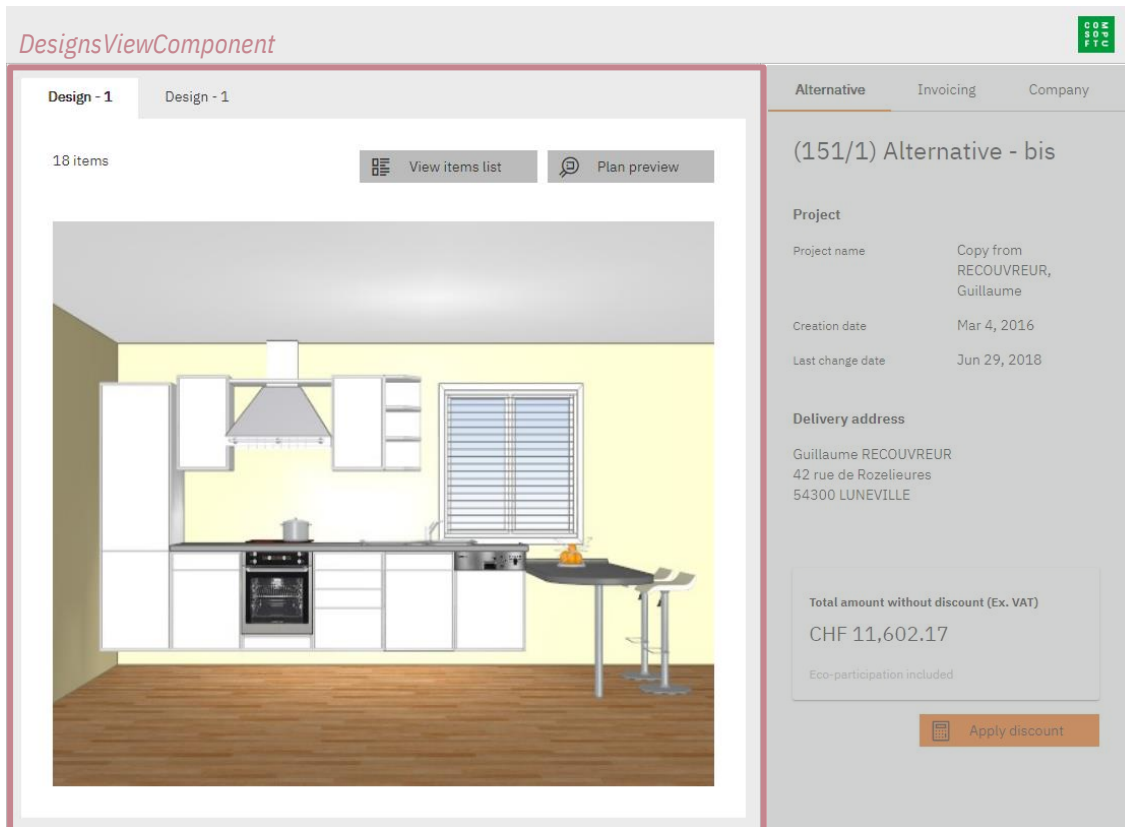 DesignsViewComponent
COM
SOP
FTC
Design - 1
Design - 1
18 items
View items list
Plan preview
Alternative
Invoicing
Company
(151/1) Alternative - bis
Project
Project name
Copy from
RECOUVREUR,
Guillaume
Creation date
Mar 4, 2016
Last change date
Jun 29, 2018
Delivery address
Guillaume RECOUVREUR
42 rue de Rozelieures
54300 LUNEVILLE
Total amount without discount (Ex. VAT)
CHF 11,602.17
Eco-participation included
Apply discount